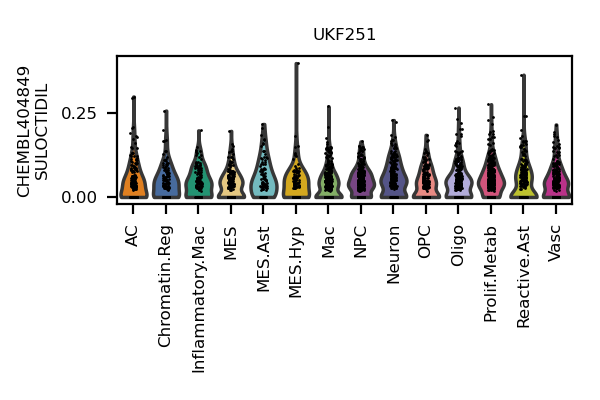 UKF251
CHEMBL404849
SULOCTIDIL
0.25
0.00
AC
Chromatin.Reg
Inflammatory.Mac
MES
MES.Ast
MES.Hyp
Mac
NPC
Neuron
OPC
Oligo
Prolif.Metab
Reactive.Ast
Vasc